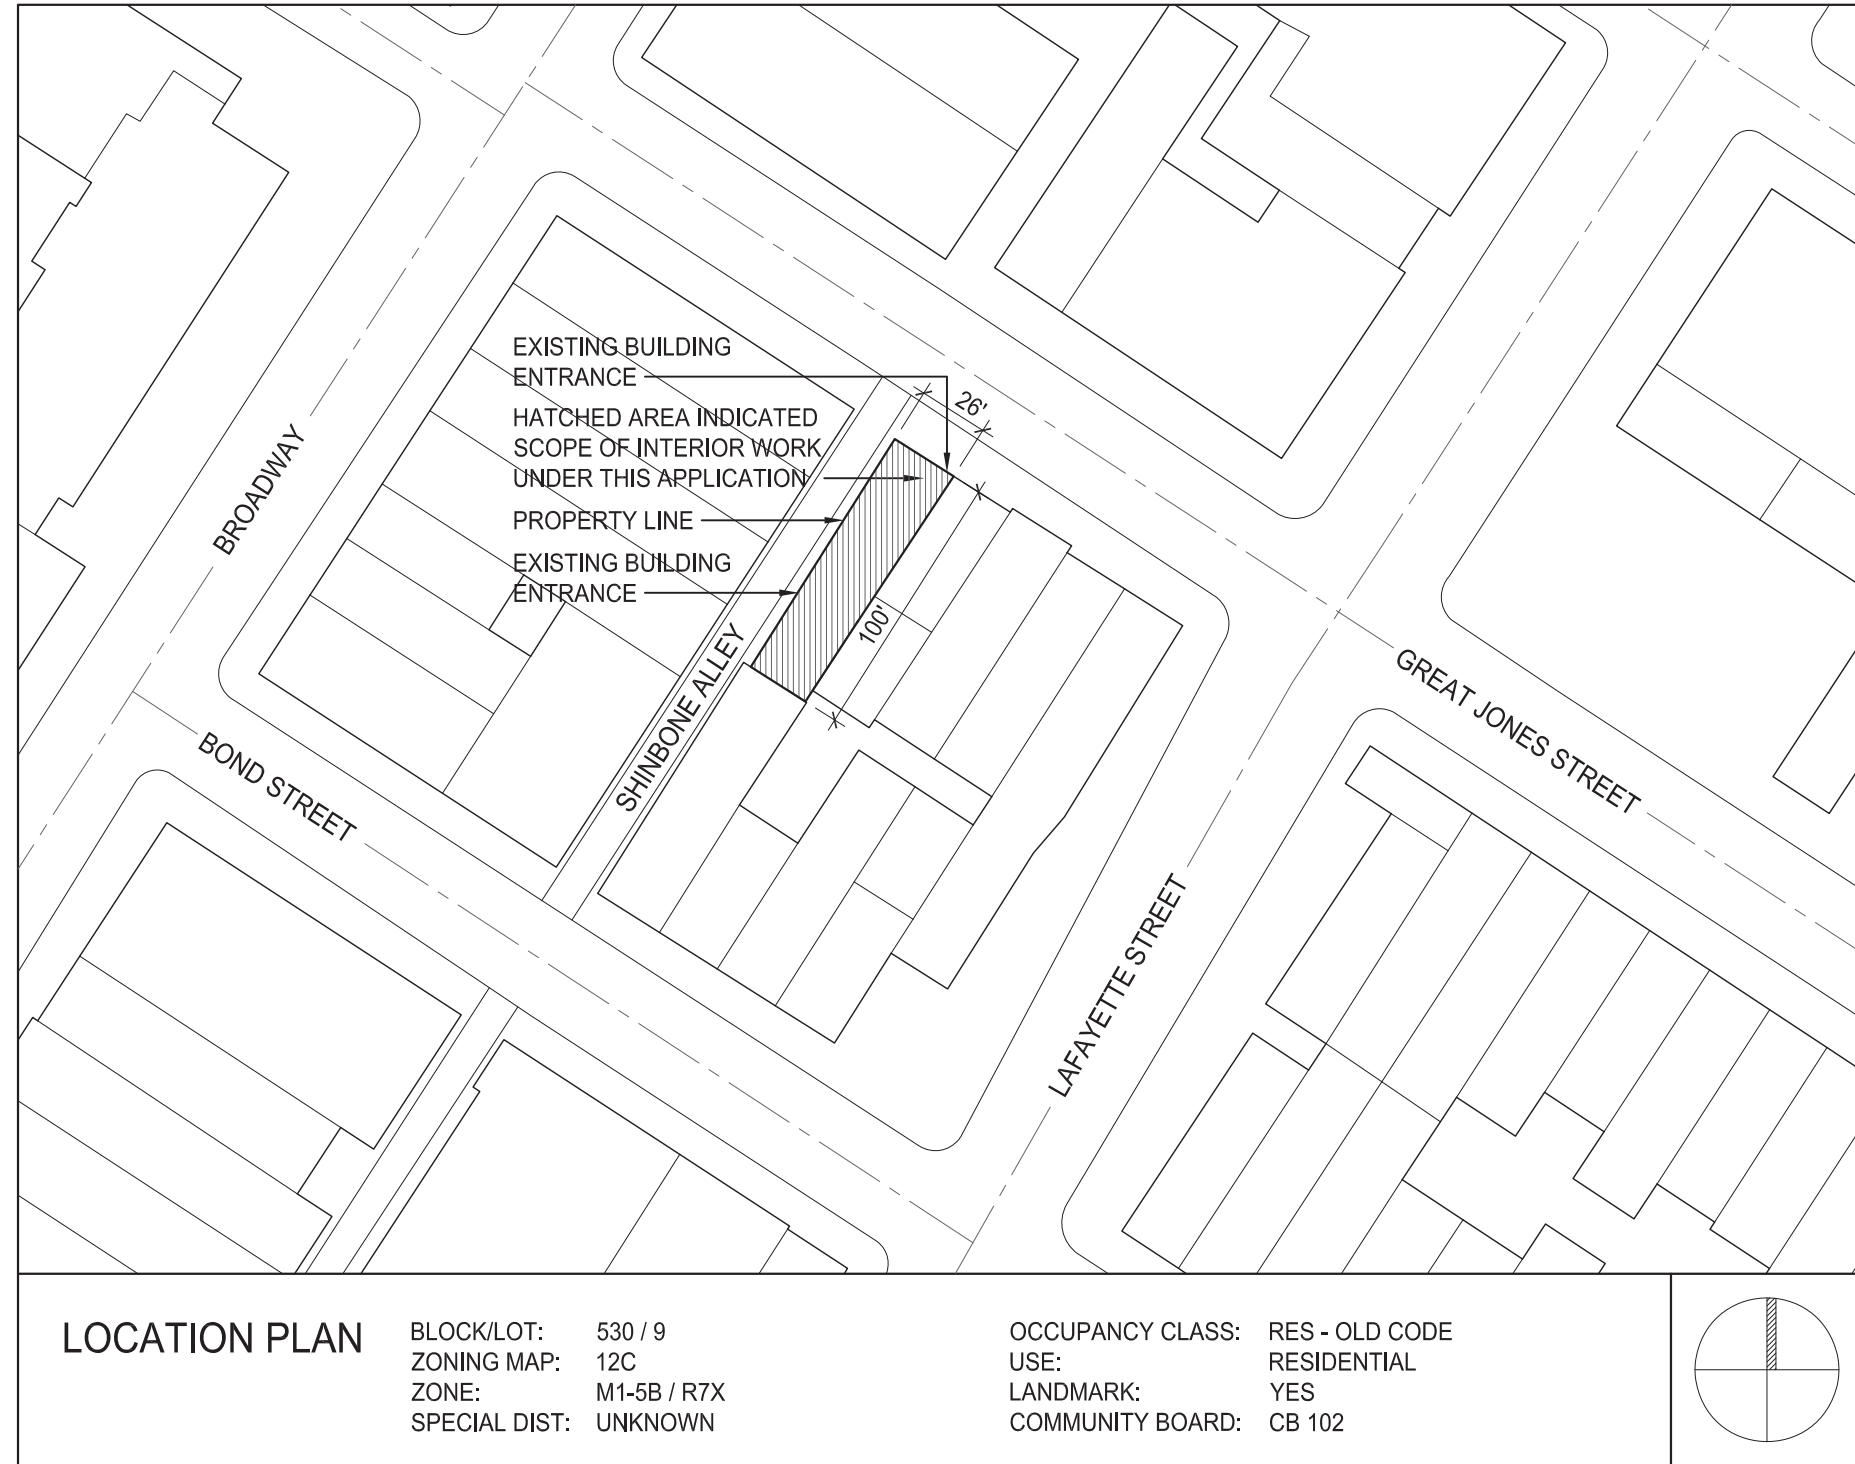 EXISTING BUILDING
ENTRANCE
26'
HATCHED AREA INDICATED
SCOPE OF INTERIOR WORK
UNDER THIS APPLICATION
PROPERTY LINE
EXISTING BUILDING
ENTRANCE
100'
BROADWAY
SHINBONE ALLEY
BOND STREET
GREAT JONES STREET
LAFAYETTE STREET
LOCATION PLAN
BLOCK/LOT: 530 / 9
ZONING MAP: 12C
ZONE: M1-5B / R7X
SPECIAL DIST: UNKNOWN
OCCUPANCY CLASS: RES - OLD CODE
USE: RESIDENTIAL
LANDMARK: YES
COMMUNITY BOARD: CB 102